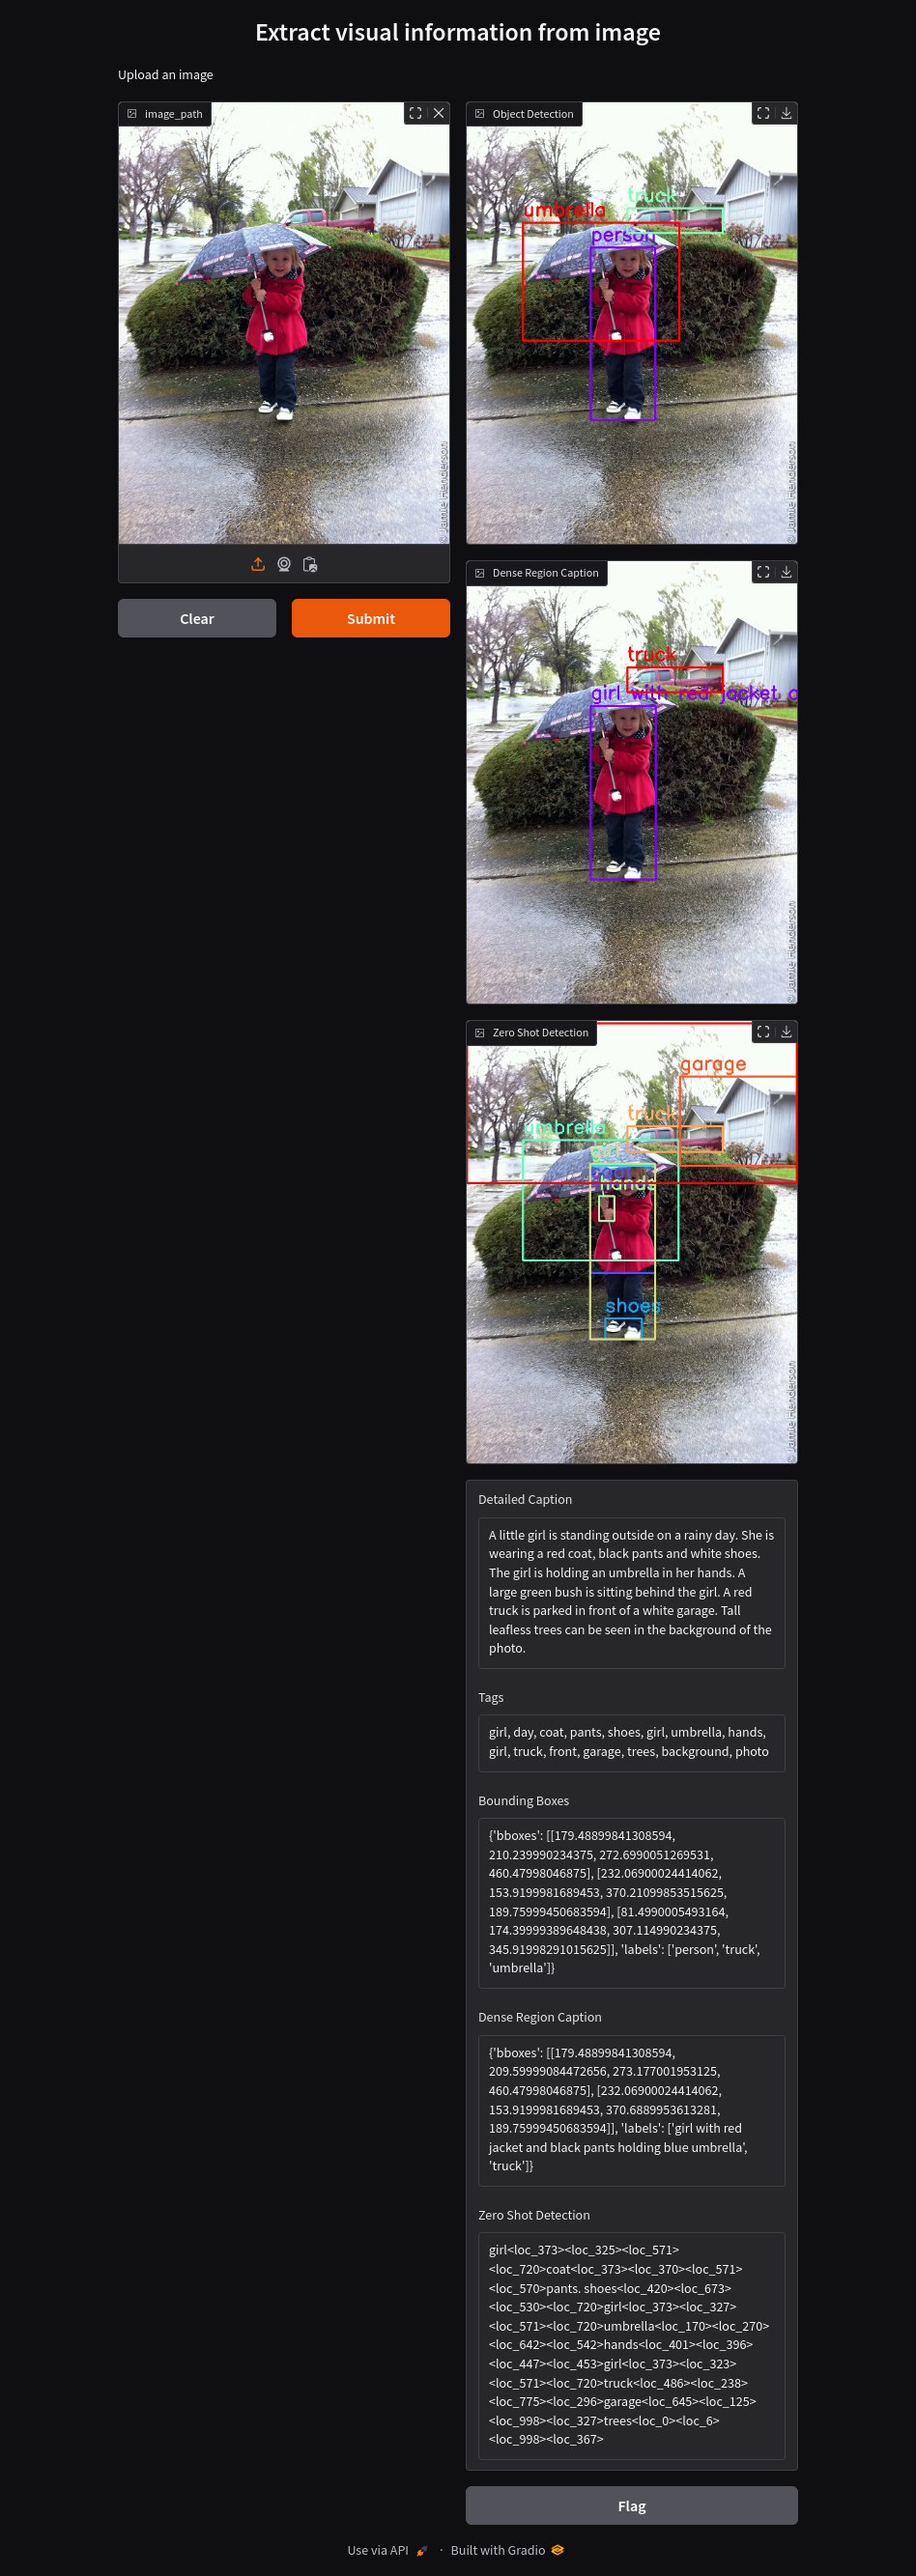 Extract visual information from image
Upload an image
image_path
© Jamie Henderson
Clear
Submit
Object Detection
truck
umbrella
person
© Jamie Henderson
Dense Region Caption
truck
girl with red jacket a
© Jamie Henderson
Zero Shot Detection
garage
truck
umbrella
girl
coat
hands
shoes
© Jamie Henderson
Detailed Caption
A little girl is standing outside on a rainy day. She is
wearing a red coat, black pants and white shoes.
The girl is holding an umbrella in her hands. A
large green bush is sitting behind the girl. A red
truck is parked in front of a white garage. Tall
leafless trees can be seen in the background of the
photo.
Tags
girl, day, coat, pants, shoes, girl, umbrella, hands,
girl, truck, front, garage, trees, background, photo
Bounding Boxes
{'bboxes': [[179.48899841308594,
210.239990234375, 272.6990051269531,
460.47998046875], [232.06900024414062,
153.9199981689453, 370.21099853515625,
189.75999450683594], [81.4990005493164,
174.39999389648438, 307.114990234375,
345.91998291015625]], 'labels': ['person', 'truck',
'umbrella']}
Dense Region Caption
{'bboxes': [[179.48899841308594,
209.59999084472656, 273.177001953125,
460.47998046875], [232.06900024414062,
153.9199981689453, 370.6889953613281,
189.75999450683594]], 'labels': ['girl with red
jacket and black pants holding blue umbrella',
'truck']}
Zero Shot Detection
girl<loc_373><loc_325><loc_571>
<loc_720>coat<loc_373><loc_370><loc_571>
<loc_570>pants. shoes<loc_420><loc_673>
<loc_530><loc_720>girl<loc_373><loc_327>
<loc_571><loc_720>umbrella<loc_170><loc_270>
<loc_642><loc_542>hands<loc_401><loc_396>
<loc_447><loc_453>girl<loc_373><loc_323>
<loc_571><loc_720>truck<loc_486><loc_238>
<loc_775><loc_296>garage<loc_645><loc_125>
<loc_998><loc_327>trees<loc_0><loc_6>
<loc_998><loc_367>
Flag
Use via API · Built with Gradio